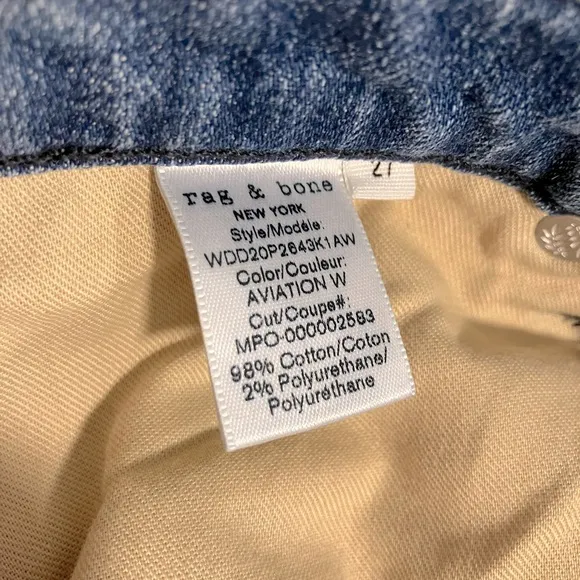 rag & bone
NEW YORK
Style/Modèle:
WDD20P2643K1AW
Color/Couleur:
AVIATION W
Cut/Coupe#:
MPO-000002583
98% Cotton/Coton
2% Polyurethane/
Polyuréthane